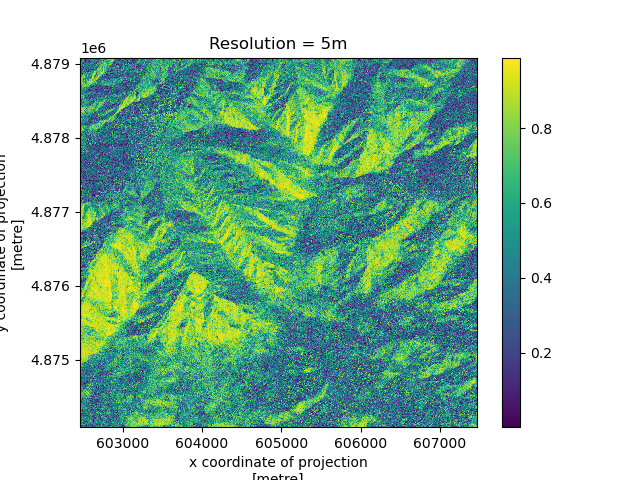 Resolution = 5m
1e6
4.879
4.878
4.877
4.876
4.875
y coordinate of projection
[metre]
603000 604000 605000 606000 607000
x coordinate of projection
[metre]
0.8
0.6
0.4
0.2